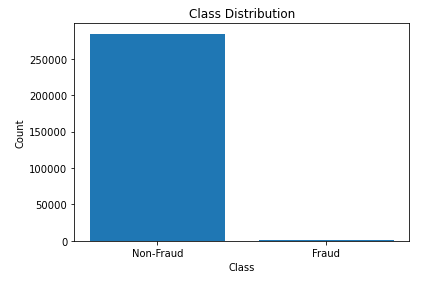 Class Distribution
250000
200000
150000
100000
50000
0
Count
Non-Fraud
Fraud
Class